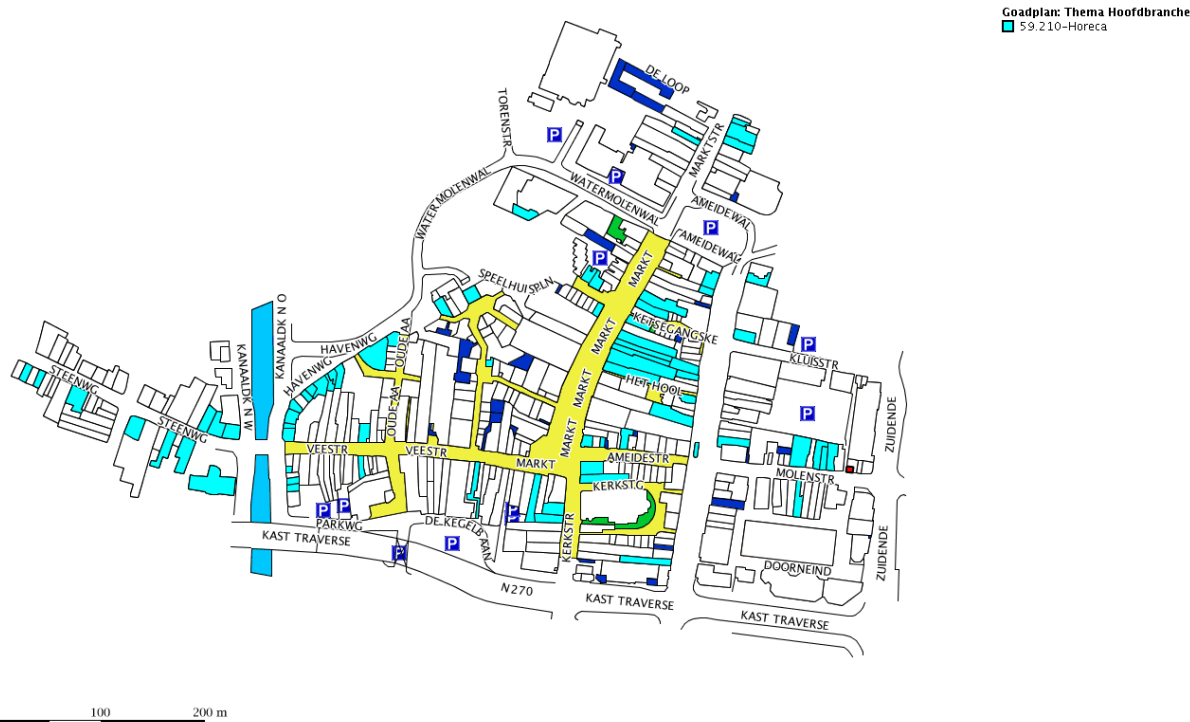 Goadplan: Thema Hoofdbranche
59.210-Horeca
DE LOOP
TORENSTR
P
MARKTSTR
P
WATERMOLENWAL
WATER MOLENWAL
AMEIDEWAL
P
AMEIDEWAL
P
MARKT
SPEELHUISPLN
KANAALDK N O
KETSEGANGSKE
MARKT
HAVENWG
OUDE AA
KANAALDK N W
P
KLUISSTR
STEENWG
HAVENWG
HET HOOL
MARKT
OUDE AA
P
ZUIDENDE
STEENWG
MARKT
VEESTR
VEESTR
MARKT
AMEIDESTR
MOLENSTR
KERKSTG
P
P
P
PARKWG
DE KEGELBAAN
KERKSTR
KAST TRAVERSE
P
P
ZUIDENDE
DOORNEIND
N270
KAST TRAVERSE
KAST TRAVERSE
100
200 m